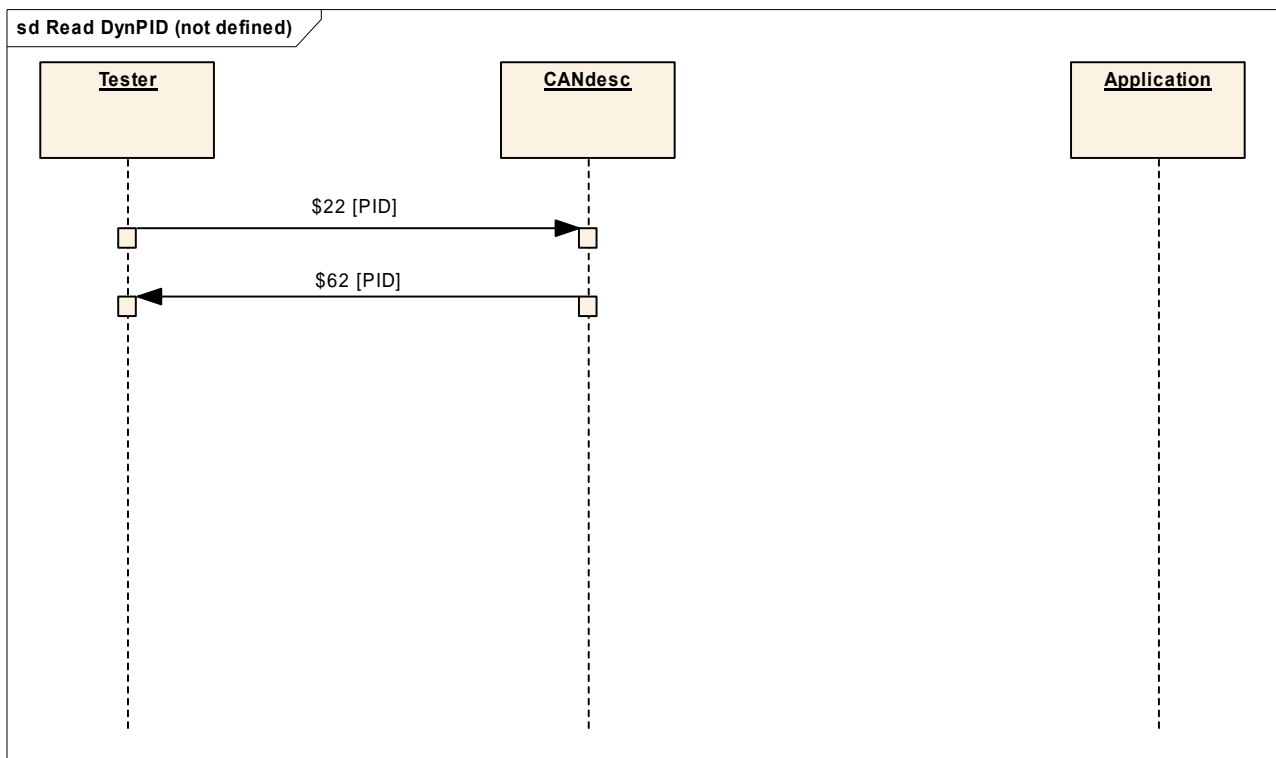 sd Read DynPID (not defined)
Tester
CANdesc
Application
$22 [PID]
$62 [PID]